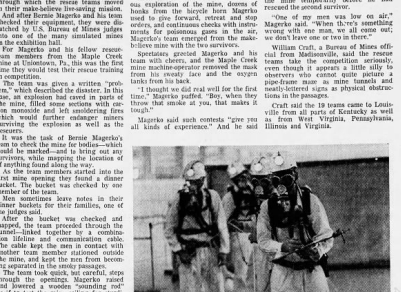 through which the rescue teams moved
in their make-believe live-saving mission.
And after Bernie Magerko and his team
checked their equipment, they were dis-
patched by U.S. Bureau of Mines judges
into one of the many simulated mines
in the exhibition hall.
For Magerko and his fellow rescue-
team members from the Maple Creek
Mine at Uniontown, Pa., this was the first
time they would test their rescue training
in competition.
The team was given a written "prob-
lem," which described the disaster. In this
case, an explosion had caved in parts of
the mine, filled some sections with car-
bon monoxide and left smoldering fires
which would further endanger miners
surviving the explosion as well as the
rescuers.
It was the task of Bernie Magerko's
team to check the mine for bodies—which
would be marked—and to bring out any
survivors, while mapping the location of
of anything found along the way.
As the team members started into the
first mine opening they found a dinner
bucket. The bucket was checked by one
member of the team.
Men sometimes leave notes in their
dinner buckets for their families, one of
the judges said.
After the bucket was checked and
mapped, the team preceded through the
tunnel—linked together by a combina-
tion lifeline and communication cable.
The cable kept the men in contact with
another team member stationed outside
the mine, and kept the men from becom-
ing separated in the smoky passages.
The team took quick, but careful, steps
through the openings. Magerko raised
and lowered a wooden "sounding rod"
ous exploration of the mine, dozens of
hooks from the bicycle horn Magerko
used to give forward, retreat and stop
orders, and continuous checks with instru-
ments for poisonous gases in the air,
Magerko's team emerged from the make-
believe mine with the two survivors.
Spectators greeted Magerko and his
team with cheers, and the Maple Creek
mine machine-operator removed the mask
from his sweaty face and the oxygen
tanks from his back.
"I thought we did real well for the first
time," Magerko puffed. "Boy, when they
throw that smoke at you, that makes it
tough."
Magerko said such contests "give you
all kinds of experience." And he said
rescued the second survivor.
"One of my men was low on air,"
Magerko said. "When there's something
wrong with one man, we all come out;
we don't leave one or two in there."
William Craft, a Bureau of Mines offi-
cial from Madisonville, said the rescue
teams take the competition seriously,
even though it appears a little silly to
observers who cannot quite picture a
pipe-frame maze as mine tunnels and
neatly-lettered signs as physical obstruc-
tions in the passages.
Craft said the 19 teams came to Louis-
ville from all parts of Kentucky as well
as from West Virginia, Pennsylvania,
Illinois and Virginia.